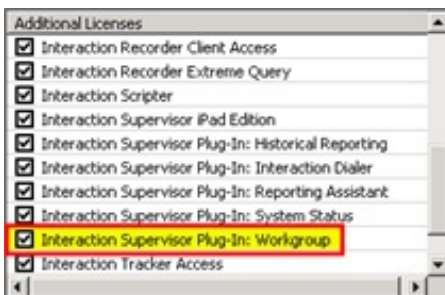 Additional Licenses
Interaction Recorder Client Access
Interaction Recorder Extreme Query
Interaction Scripter
Interaction Supervisor iPad Edition
Interaction Supervisor Plug-In: Historical Reporting
Interaction Supervisor Plug-In: Interaction Dialer
Interaction Supervisor Plug-In: Reporting Assistant
Interaction Supervisor Plug-In: System Status
Interaction Supervisor Plug-In: Workgroup
Interaction Tracker Access